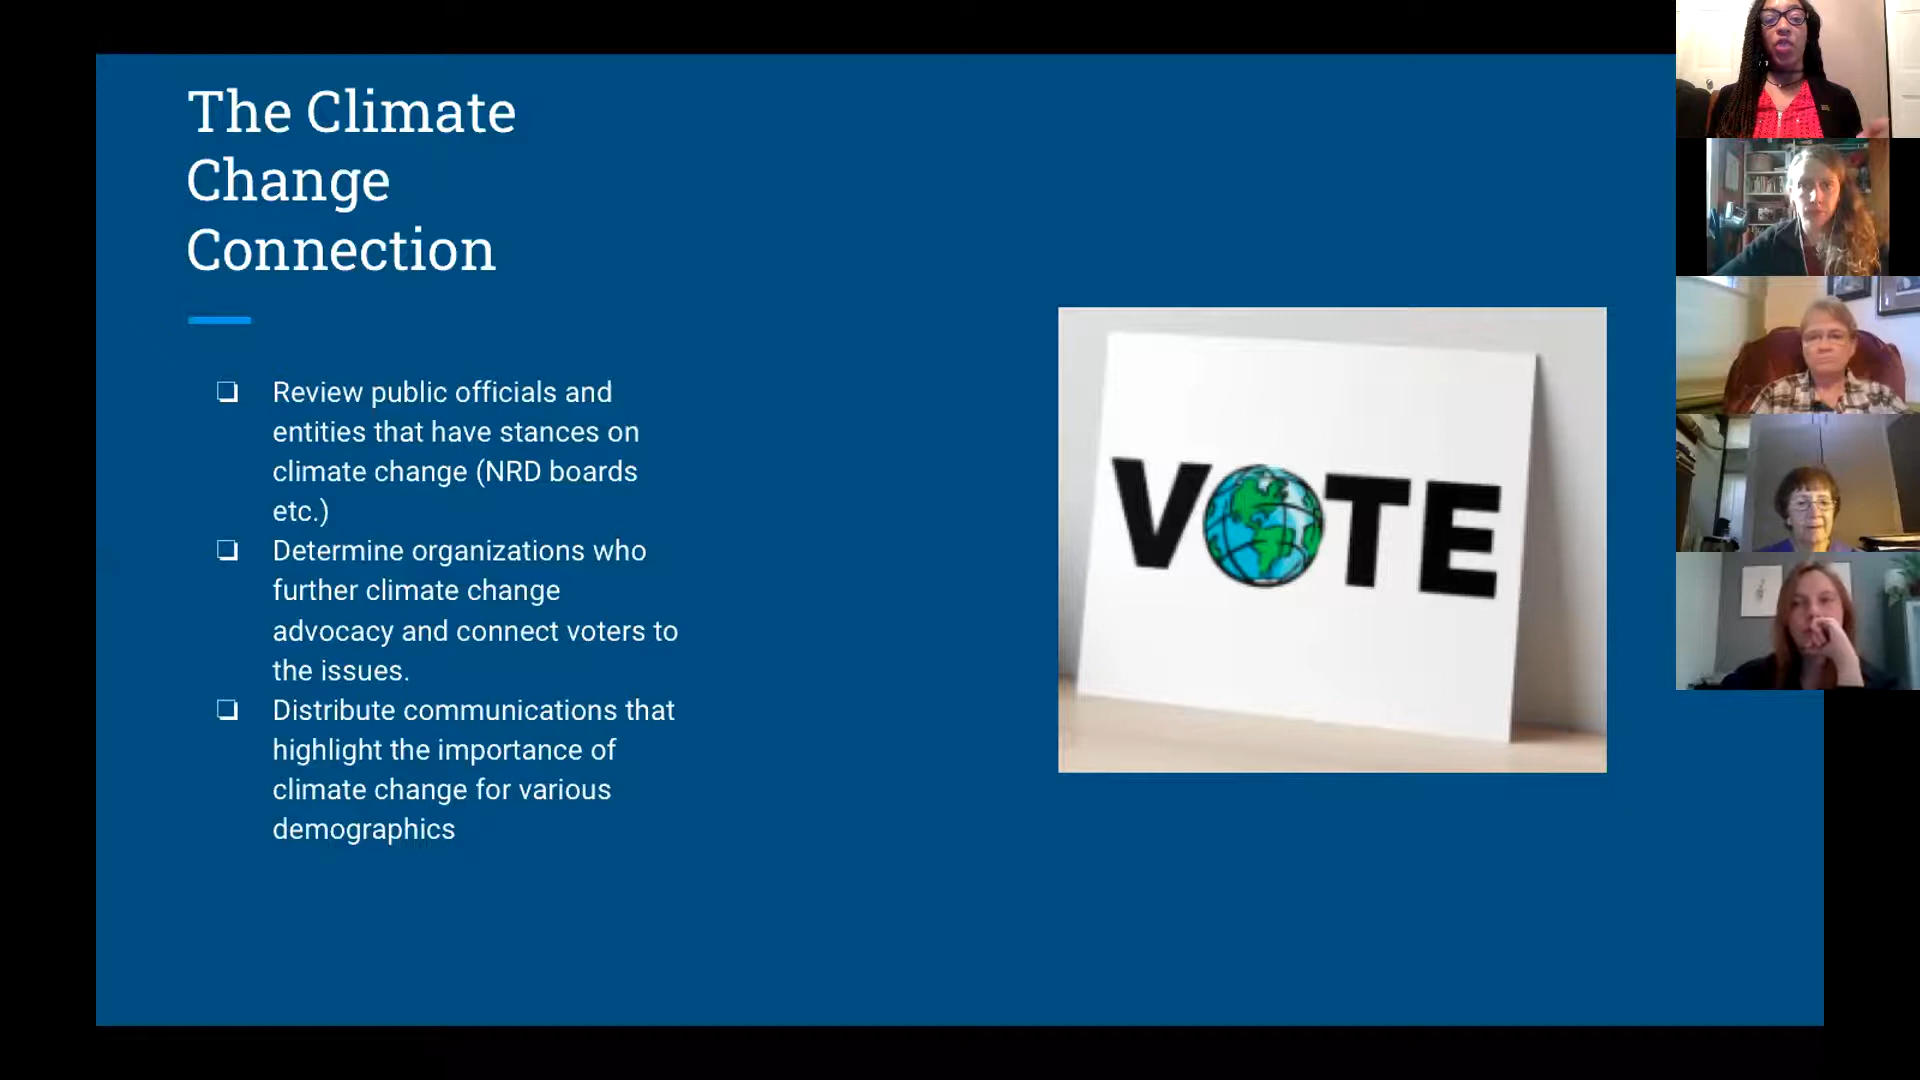 The Climate
Change
Connection
Review public officials and
entities that have stances on
climate change (NRD boards
etc.)
Determine organizations who
further climate change
advocacy and connect voters to
the issues.
Distribute communications that
highlight the importance of
climate change for various
demographics
VOTE